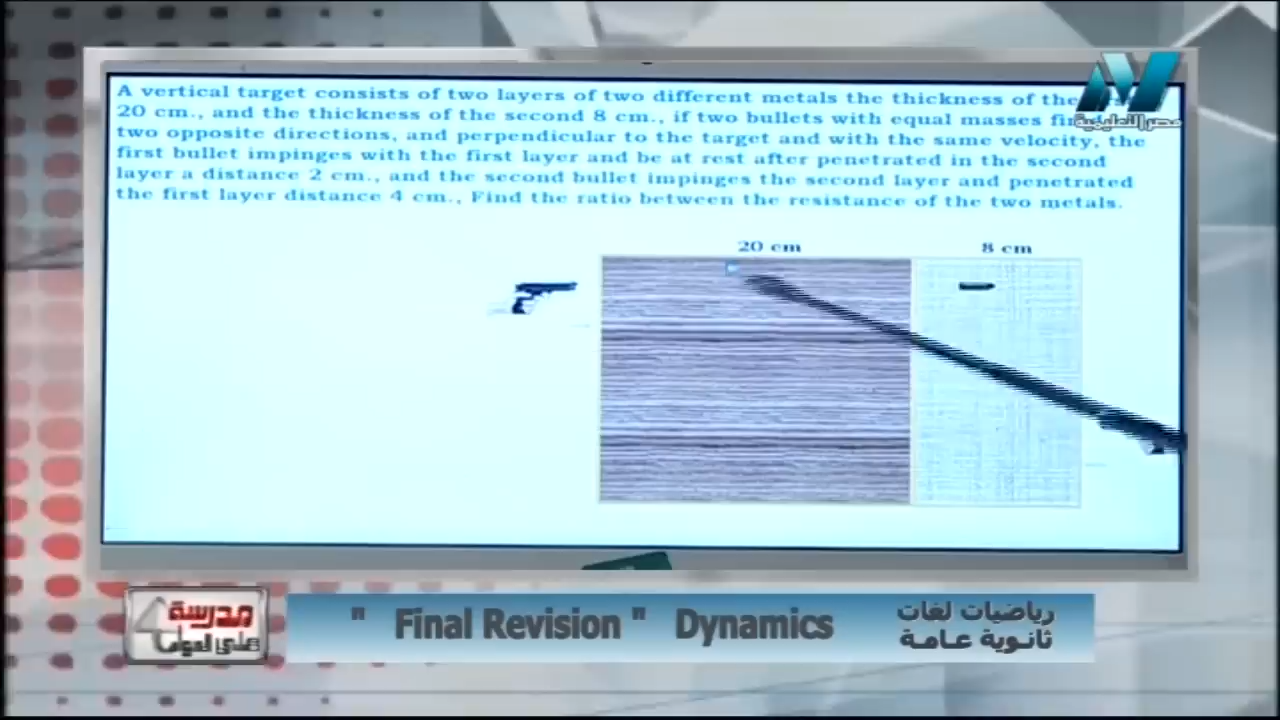 A vertical target consists of two layers of two different metals the thickness of the
20 cm., and the thickness of the second 8 cm., if two bullets with equal masses
مصر التعليمية
two opposite directions, and perpendicular to the target and with the same velocity, the
first bullet impinges with the first layer and be at rest after penetrated in the second
layer a distance 2 cm., and the second bullet impinges the second layer and penetrated
the first layer distance 4 cm., Find the ratio between the resistance of the two metals.
20 cm
8 cm
مدرسة
على الهواء
" Final Revision " Dynamics
رياضيات لغات
ثانوية عامة